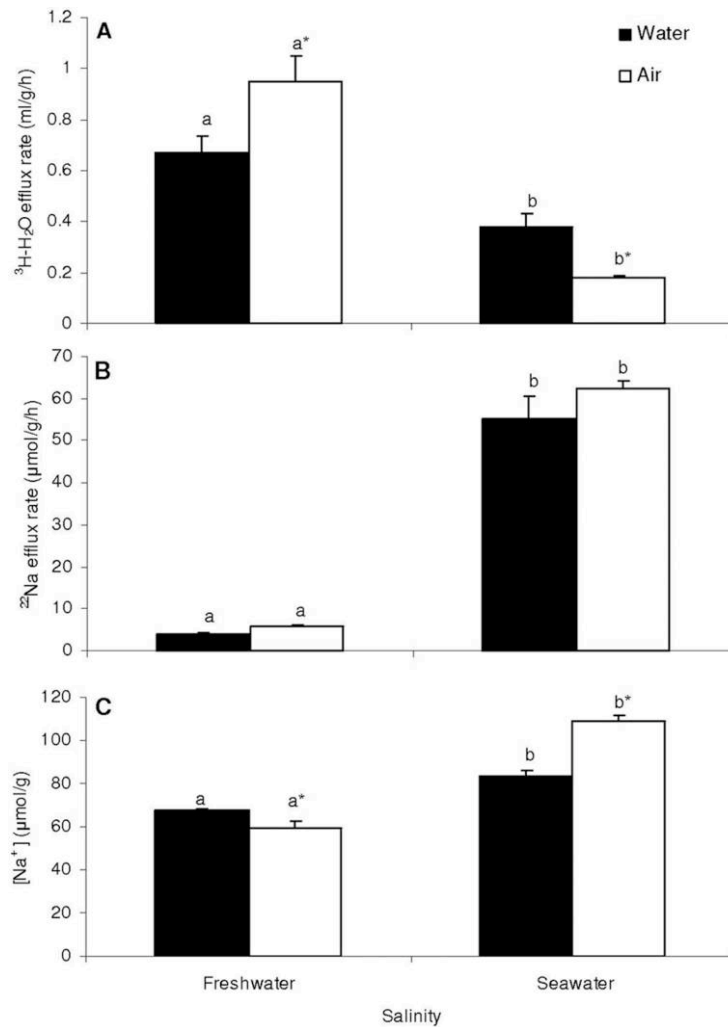 A
a
a*
Water
Air
b
b*
1.2
1
0.8
0.6
0.4
0.2
0
³H-H₂O efflux rate (ml/g/h)
B
a
a
b
b
70
60
50
40
30
20
10
0
²²Na efflux rate (µmol/g/h)
C
a
a*
b
b*
120
100
80
60
40
20
0
[Na⁺] (µmol/g)
Freshwater
Seawater
Salinity